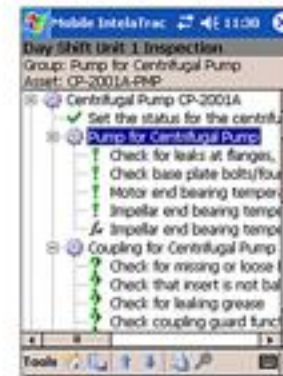 Mobile IntelaTrac 11:30
Day Shift Unit 1 Inspection
Group: Pump for Centrifugal Pump
Asset: CP-2001A-PMP
Centrifugal Pump CP-2001A
Set the status for the centrifu
Pump for Centrifugal Pump
Check for leaks at flanges,
Check base plate bolts/fou
Motor end bearing temper
Impellar end bearing tempe
fx Impellar end bearing tempe
Coupling for Centrifugal Pump
Check for missing or loose
Check that insert is not bal
Check for leaking grease
Check coupling guard funct
Tools